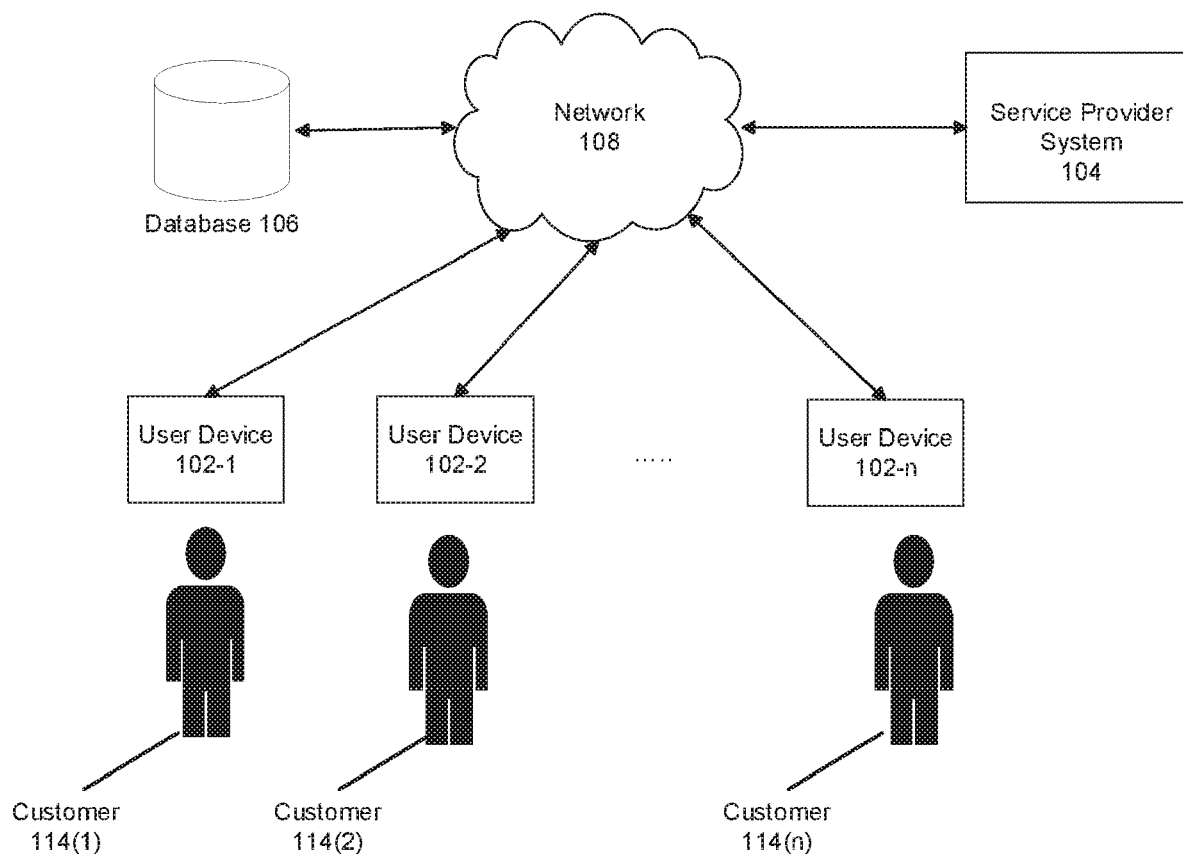 Network
108
Service Provider
System
104
Database 106
User Device
102-1
User Device
102-2
.....
User Device
102-n
Customer
114(1)
Customer
114(2)
Customer
114(n)